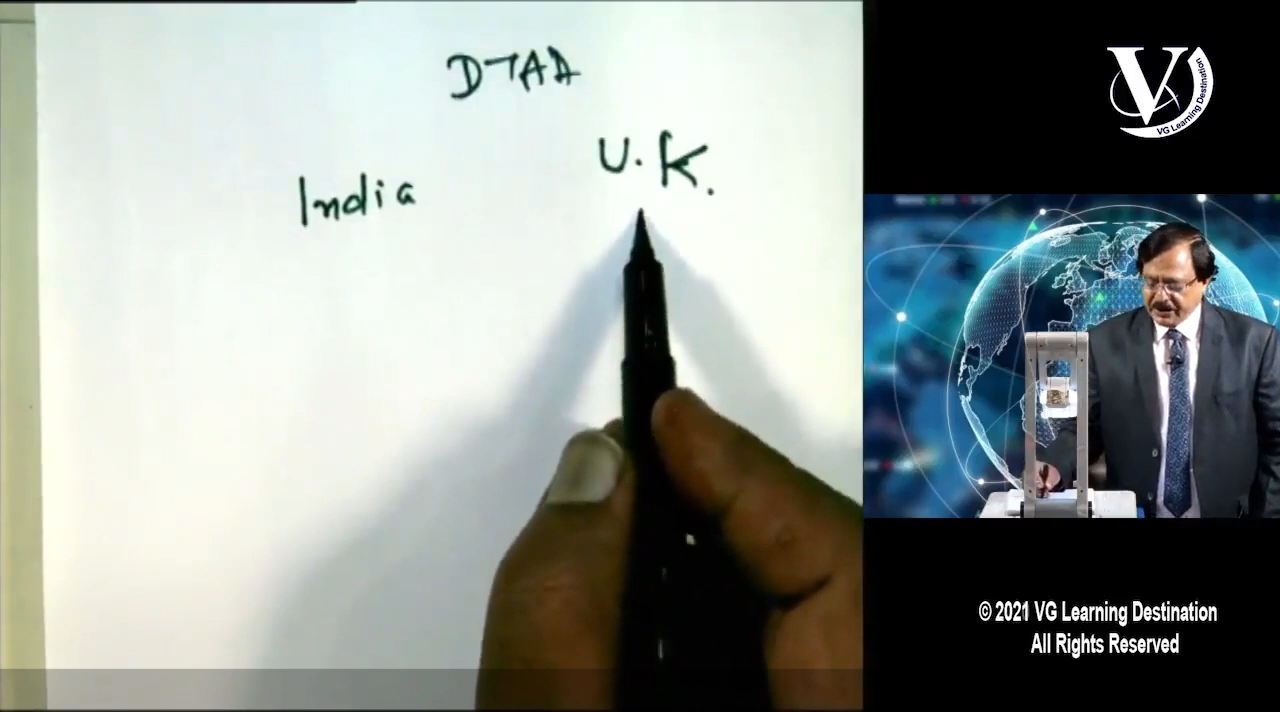 DTAA
U.K.
India
V
VG Learning Destination
© 2021 VG Learning Destination
All Rights Reserved